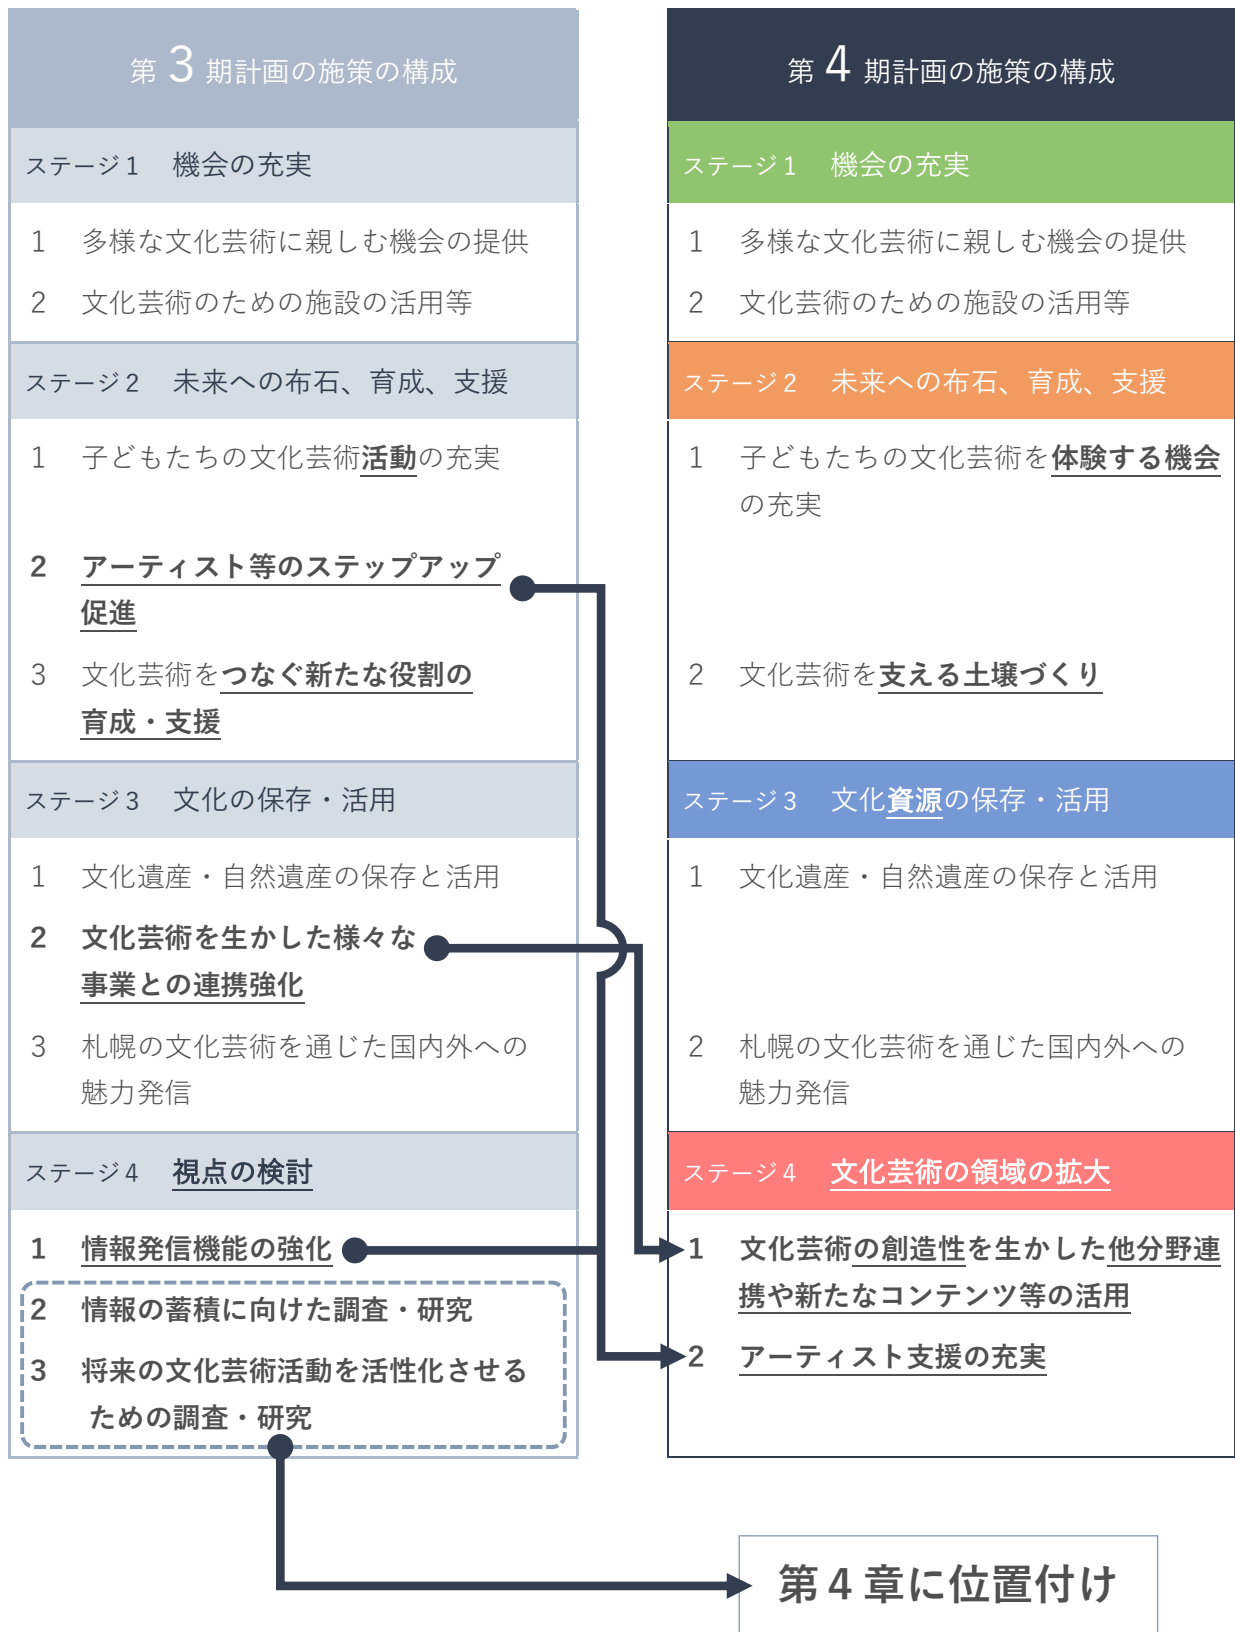 第 3 期計画の施策の構成
ステージ1 機会の充実
1 多様な文化芸術に親しむ機会の提供
2 文化芸術のための施設の活用等
ステージ2 未来への布石、育成、支援
1 子どもたちの文化芸術活動の充実
2 アーティスト等のステップアップ
促進
3 文化芸術をつなぐ新たな役割の
育成・支援
ステージ3 文化の保存・活用
1 文化遺産・自然遺産の保存と活用
2 文化芸術を生かした様々な
事業との連携強化
3 札幌の文化芸術を通じた国内外への
魅力発信
ステージ4 視点の検討
1 情報発信機能の強化
2 情報の蓄積に向けた調査・研究
3 将来の文化芸術活動を活性化させる
ための調査・研究
第 4 期計画の施策の構成
ステージ1 機会の充実
1 多様な文化芸術に親しむ機会の提供
2 文化芸術のための施設の活用等
ステージ2 未来への布石、育成、支援
1 子どもたちの文化芸術を体験する機会
の充実
2 文化芸術を支える土壌づくり
ステージ3 文化資源の保存・活用
1 文化遺産・自然遺産の保存と活用
2 札幌の文化芸術を通じた国内外への
魅力発信
ステージ4 文化芸術の領域の拡大
1 文化芸術の創造性を生かした他分野連
携や新たなコンテンツ等の活用
2 アーティスト支援の充実
第4章に位置付け